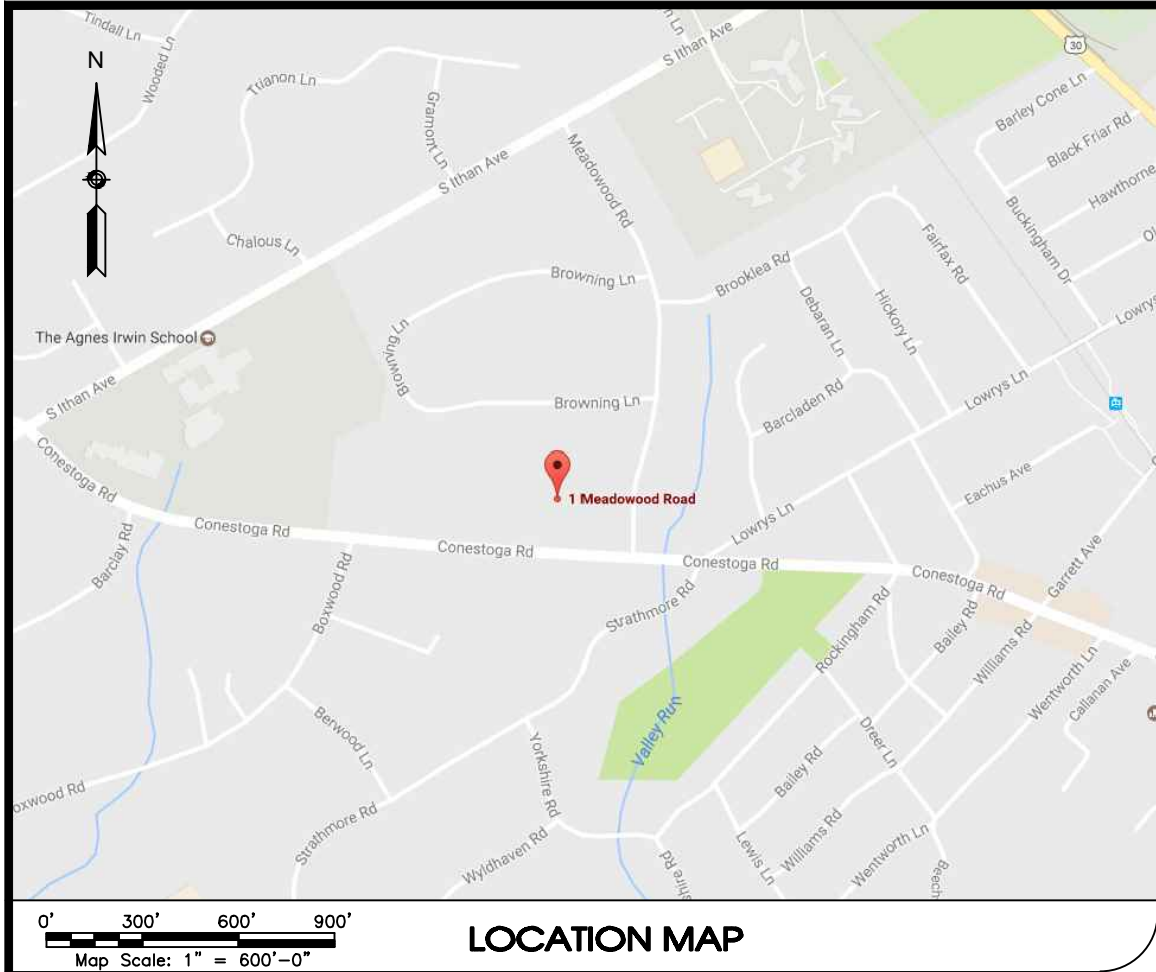 Tindall Ln
Wooded Ln
N
Trianon Ln
Gramont Ln
n Ln
S Ithan Ave
30
Barley Cone Ln
Black Friar Rd
Hawthorne
Ol
Buckingham Dr
Meadowood Rd
S Ithan Ave
Chalous Ln
Browning Ln
Brooklea Rd
Fairfax Rd
Debaran Ln
Hickory Ln
Lowrys
The Agnes Irwin School
Browning Ln
Browning Ln
S Ithan Ave
Lowrys Ln
Barcladen Rd
Conestoga Rd
1 Meadowood Road
Eachus Ave
Lowrys Ln
Conestoga Rd
Conestoga Rd
Conestoga Rd
Conestoga Rd
Garrett Ave
Barclay Rd
Boxwood Rd
Strathmore Rd
Rockingham Rd
Bailey Rd
Williams Rd
Wentworth Ln
Callanan Ave
Berwood Ln
Valley Run
Dreer Ln
Yorkshire Rd
Bailey Rd
oxwood Rd
Strathmore Rd
Wyldhaven Rd
shire Rd
Lewis Ln
Williams Rd
Wentworth Ln
Beech
0' 300' 600' 900'
Map Scale: 1" = 600'-0"
LOCATION MAP